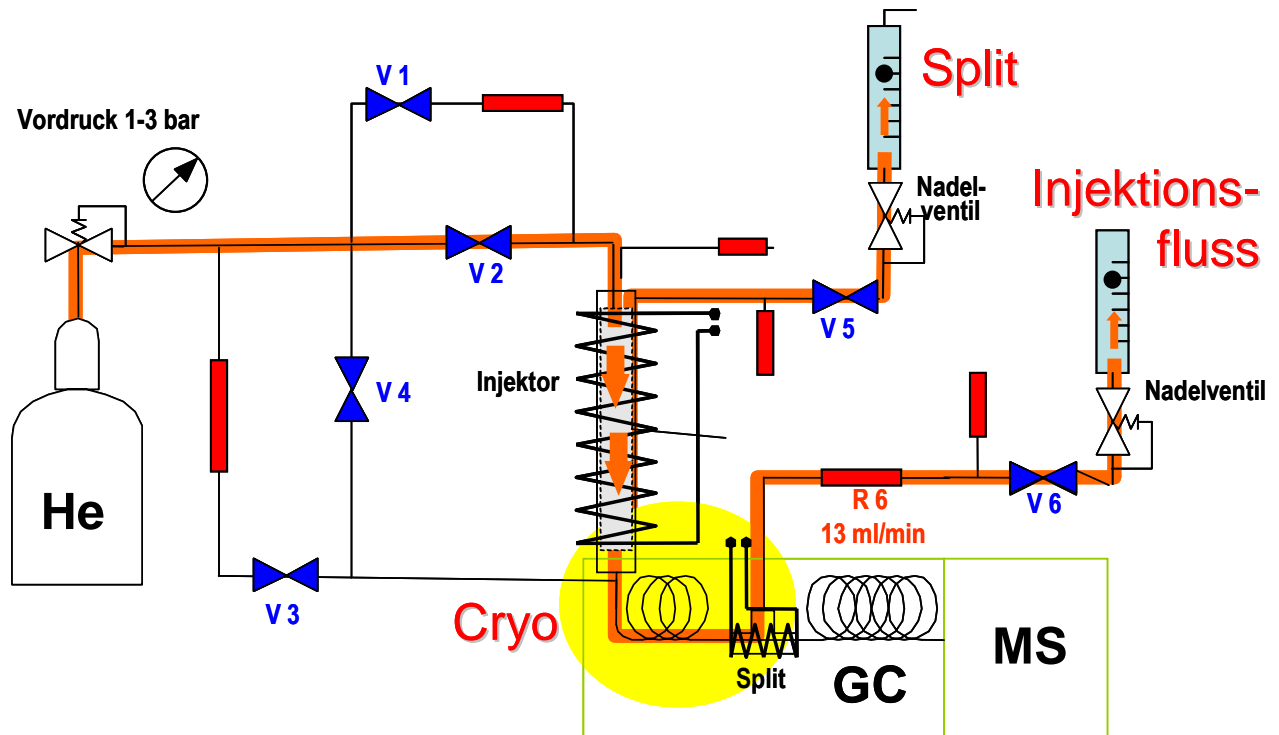 Split
V 1
Vordruck 1-3 bar
Nadel-
ventil
Injektions-
fluss
V 2
V 5
Injektor
V 4
Nadelventil
He
R 6
13 ml/min
V 6
V 3
Cryo
Split
GC
MS